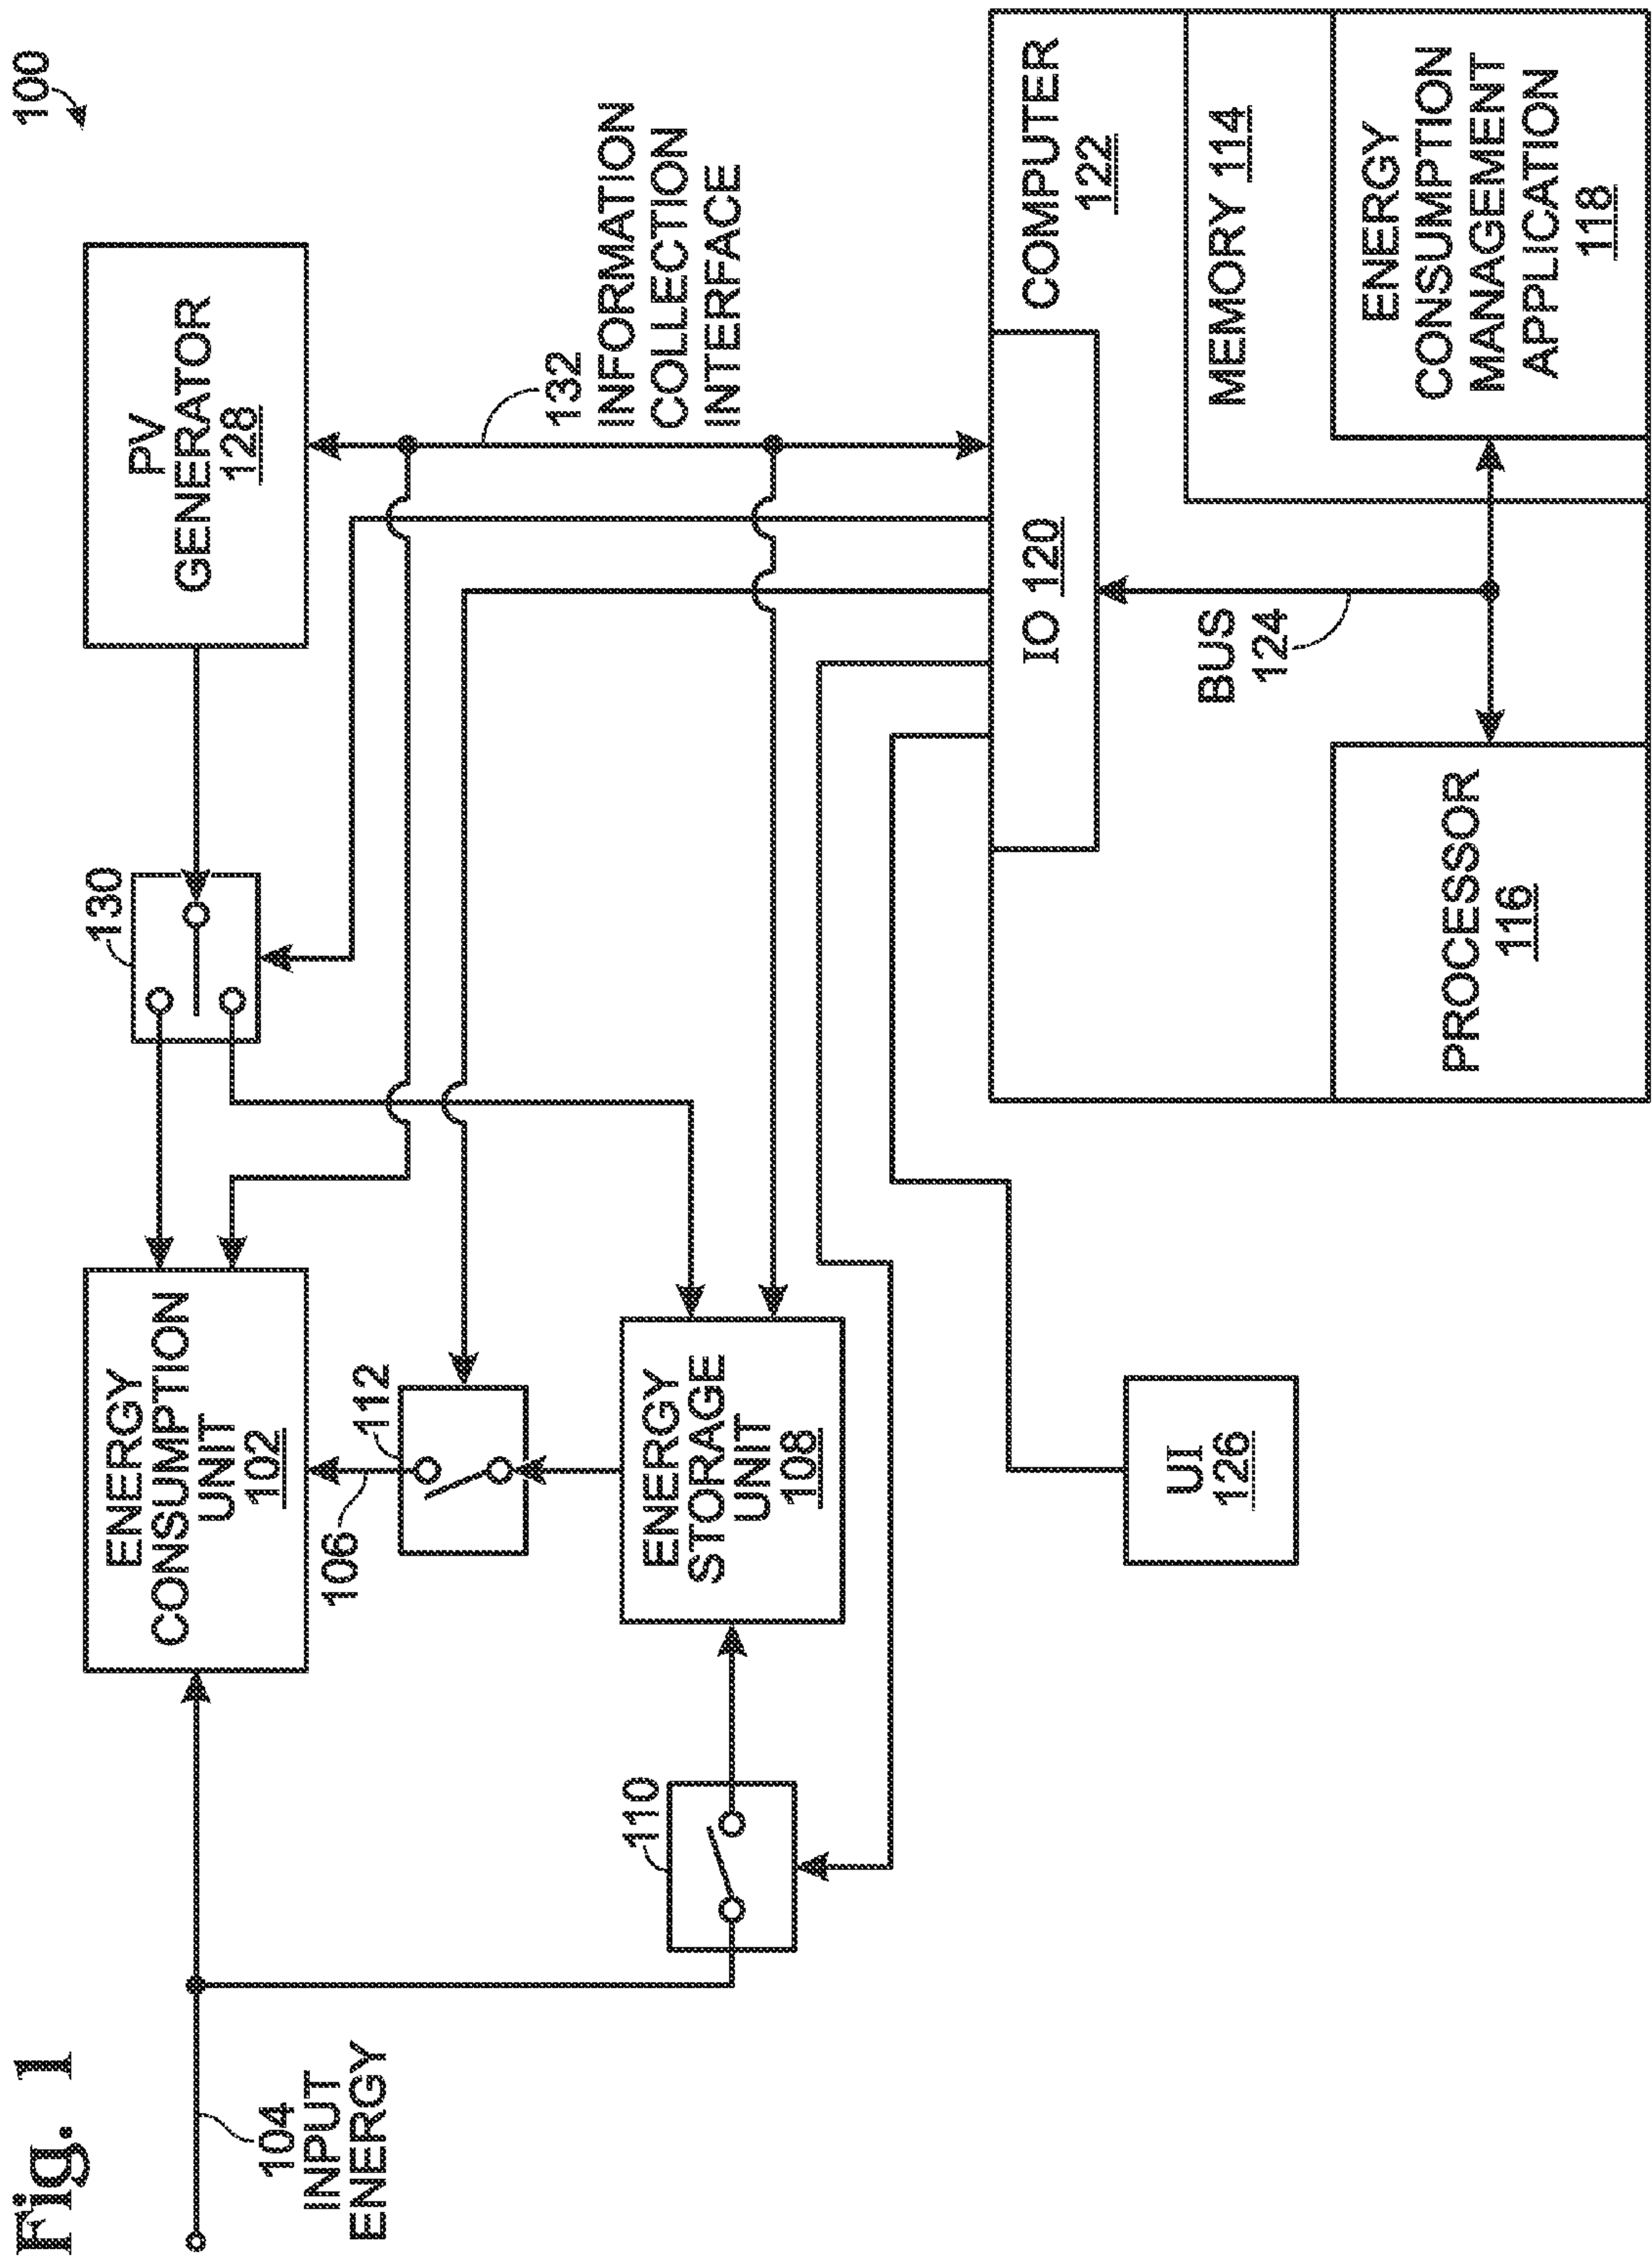 Fig. 1
100
104
INPUT
ENERGY
ENERGY
CONSUMPTION
UNIT
102
130
PV
GENERATOR
128
106
112
132
INFORMATION
COLLECTION
INTERFACE
110
ENERGY
STORAGE
UNIT
108
UI
126
IO 120
COMPUTER
122
BUS
124
MEMORY 114
PROCESSOR
116
ENERGY
CONSUMPTION
MANAGEMENT
APPLICATION
118